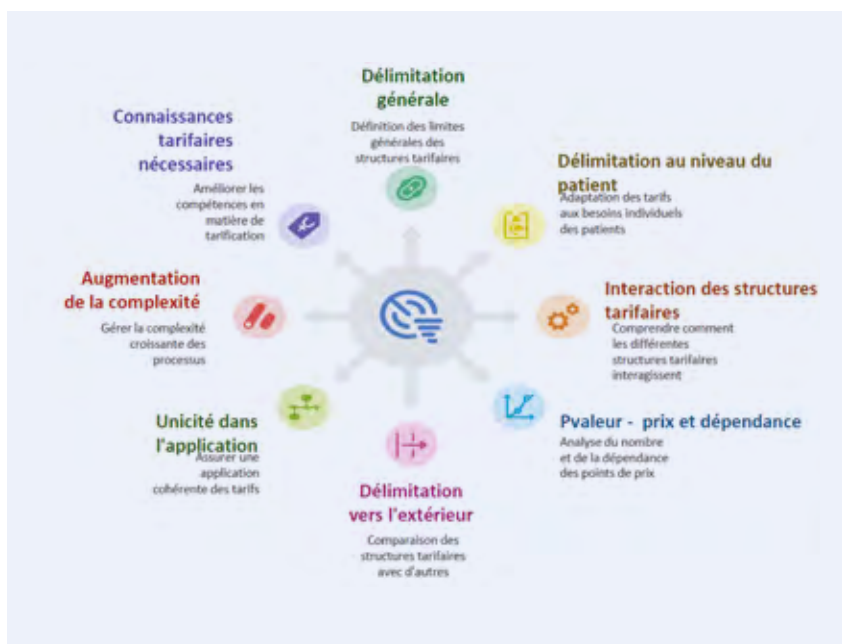 Délimitation
générale
Définition des limites
générales des
structures tarifaires
Délimitation au niveau du
patient
Adaptation des tarifs
aux besoins individuels
des patients
Interaction des structures
tarifaires
Comprendre comment
les différentes
structures tarifaires
interagissent
Pvaleur - prix et dépendance
Analyse du nombre
et de la dépendance
des points de prix
Délimitation
vers l'extérieur
Comparaison des
structures tarifaires
avec d'autres
Unicité dans
l'application
Assurer une
application
cohérente des tarifs
Augmentation
de la complexité
Gérer la complexité
croissante des
processus
Connaissances
tarifaires
nécessaires
Améliorer les
compétences en
matière de
tarification